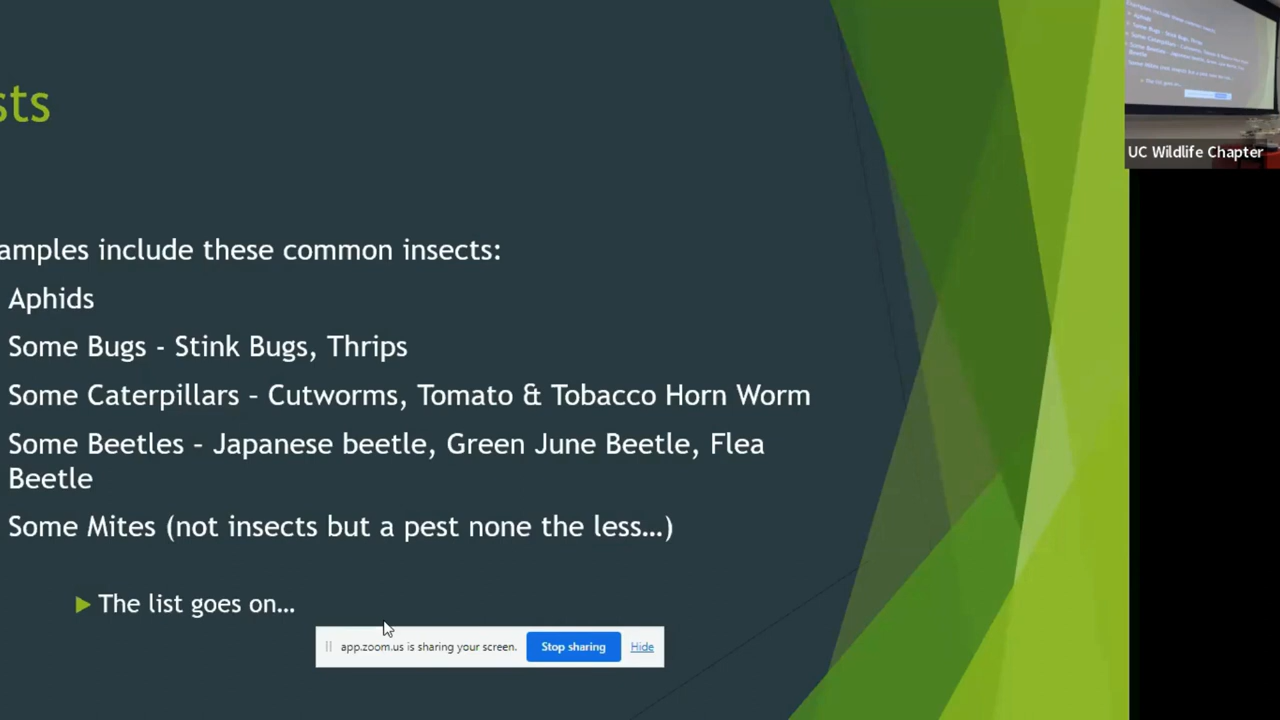 sts
amples include these common insects:
Aphids
Some Bugs - Stink Bugs, Thrips
Some Caterpillars – Cutworms, Tomato & Tobacco Horn Worm
Some Beetles – Japanese beetle, Green June Beetle, Flea
Beetle
Some Mites (not insects but a pest none the less…)
The list goes on…
app.zoom.us is sharing your screen.
Stop sharing
Hide
UC Wildlife Chapter